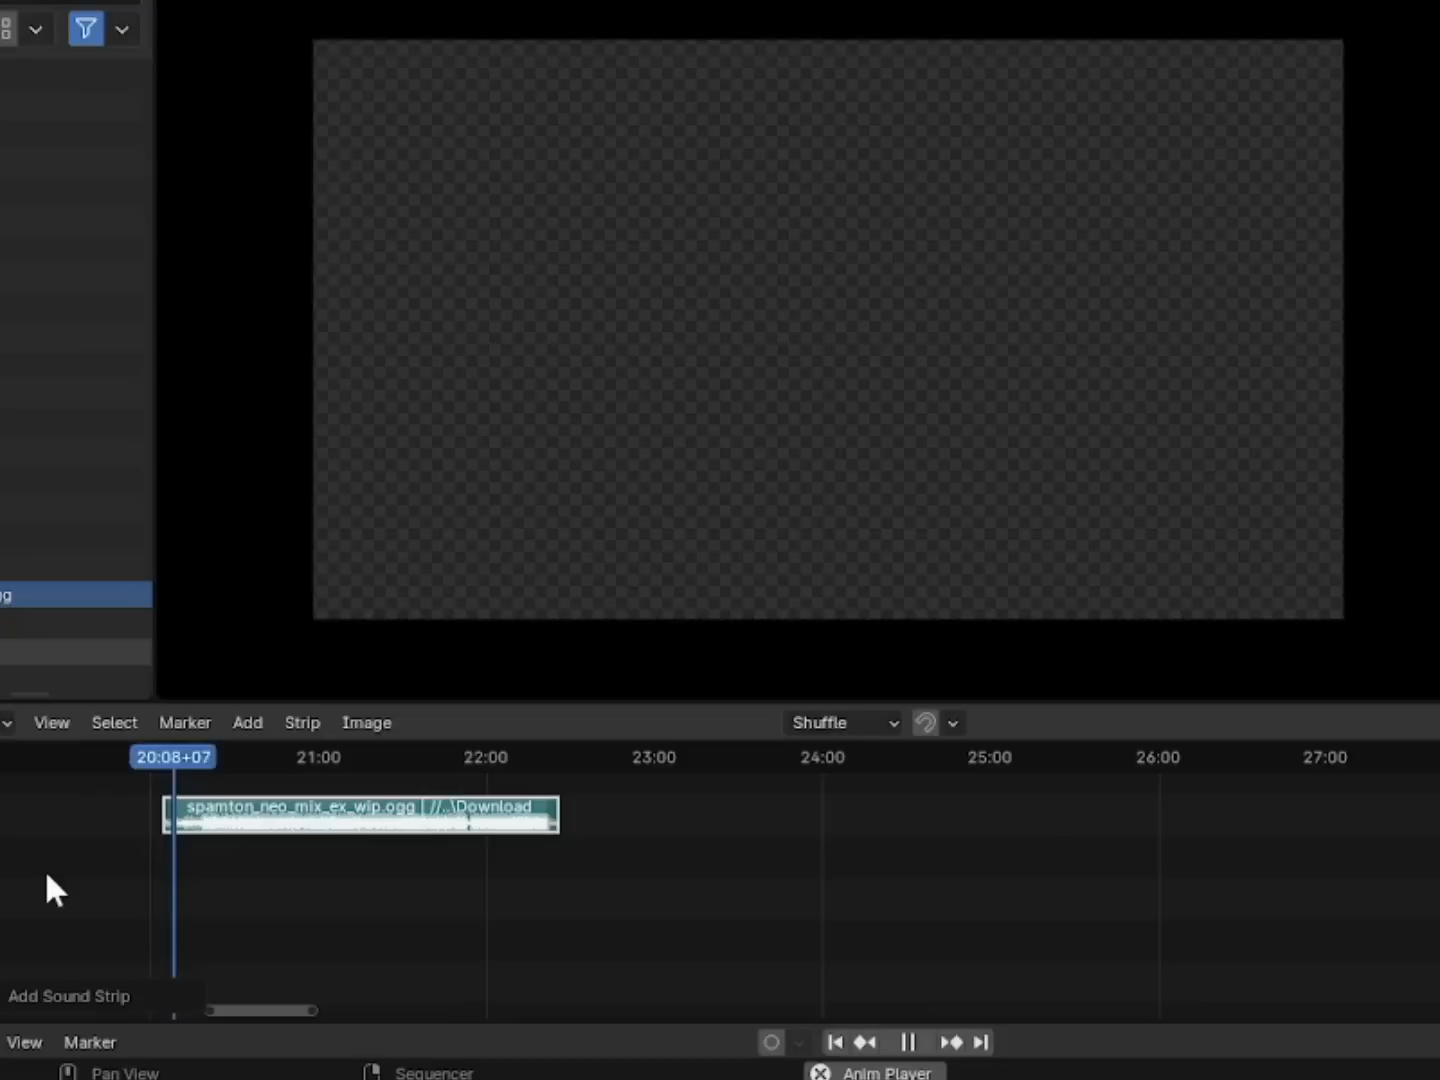 gg
View Select Marker Add Strip Image Shuffle
20:08+07 21:00 22:00 23:00 24:00 25:00 26:00 27:00
spamton_neo_mix_ex_wip.ogg | //..\Download
Add Sound Strip
View Marker
Pan View Sequencer Anim Player